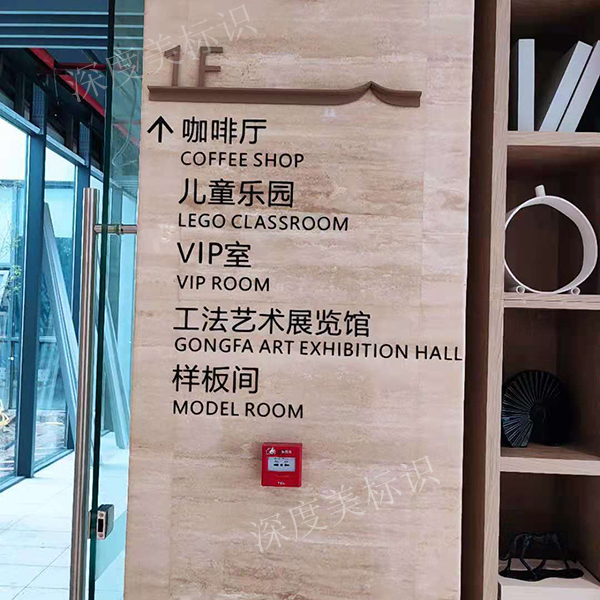 1F
深度美标识
↑ 咖啡厅
COFFEE SHOP
儿童乐园
LEGO CLASSROOM
VIP室
VIP ROOM
工法艺术展览馆
GONGFA ART EXHIBITION HALL
样板间
MODEL ROOM
深度美标识